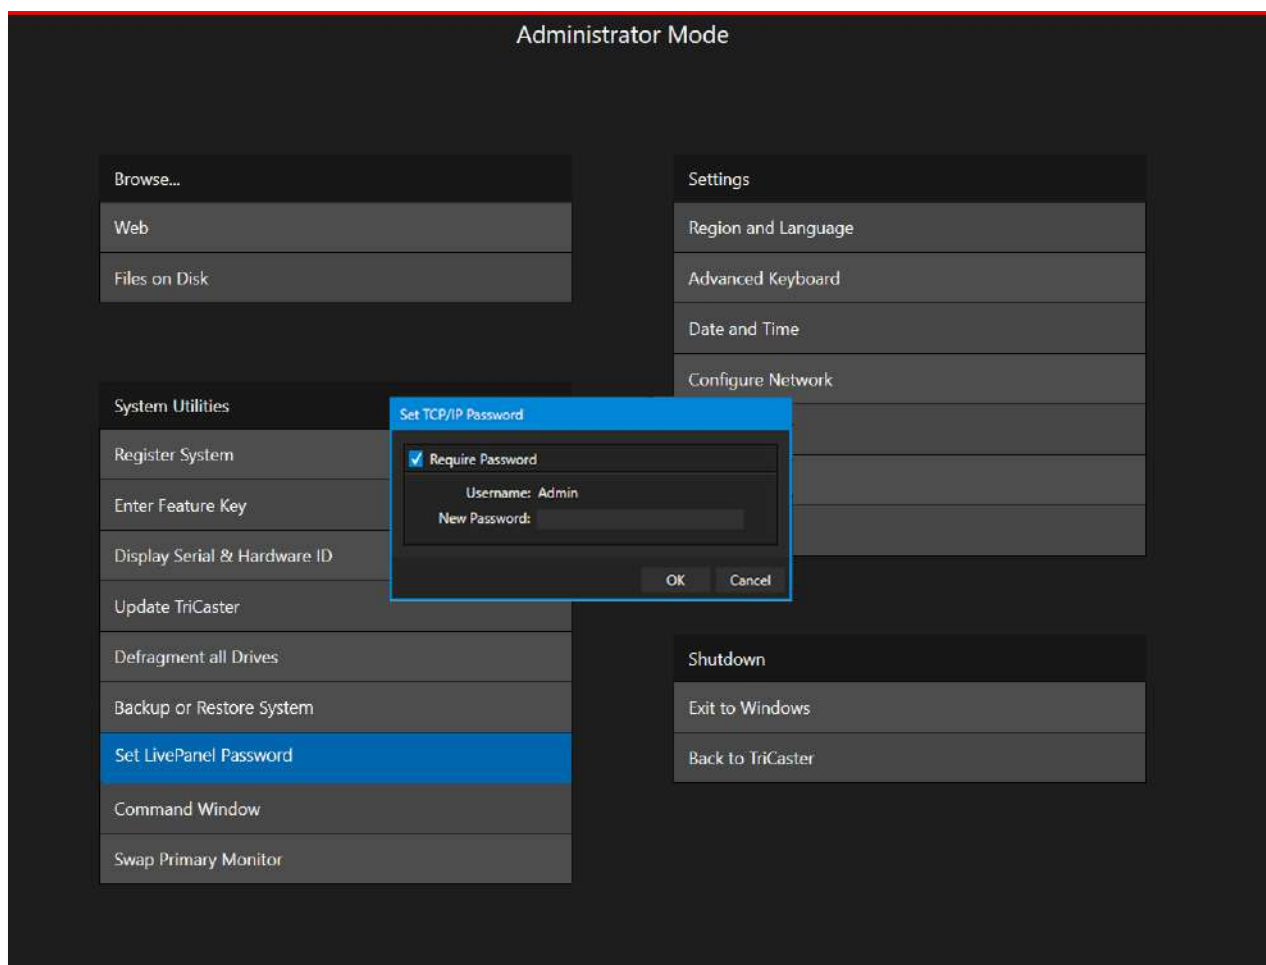 Administrator Mode
Browse...
Web
Files on Disk
System Utilities
Register System
Enter Feature Key
Display Serial & Hardware ID
Update TriCaster
Defragment all Drives
Backup or Restore System
Set LivePanel Password
Command Window
Swap Primary Monitor
Settings
Region and Language
Advanced Keyboard
Date and Time
Configure Network
Set TCP/IP Password
Require Password
Username: Admin
New Password:
OK Cancel
Shutdown
Exit to Windows
Back to TriCaster